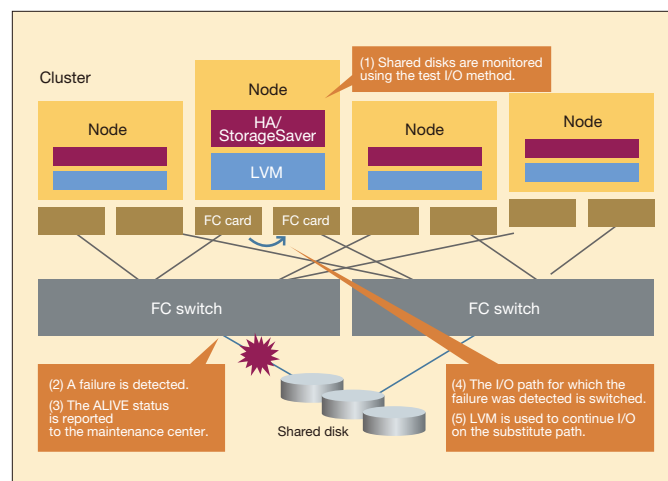 Cluster
(1) Shared disks are monitored
using the test I/O method.
Node
Node
Node
Node
HA/
StorageSaver
LVM
FC card
FC card
FC switch
FC switch
(2) A failure is detected.
(3) The ALIVE status
is reported
to the maintenance center.
Shared disk
(4) The I/O path for which the
failure was detected is switched.
(5) LVM is used to continue I/O
on the substitute path.